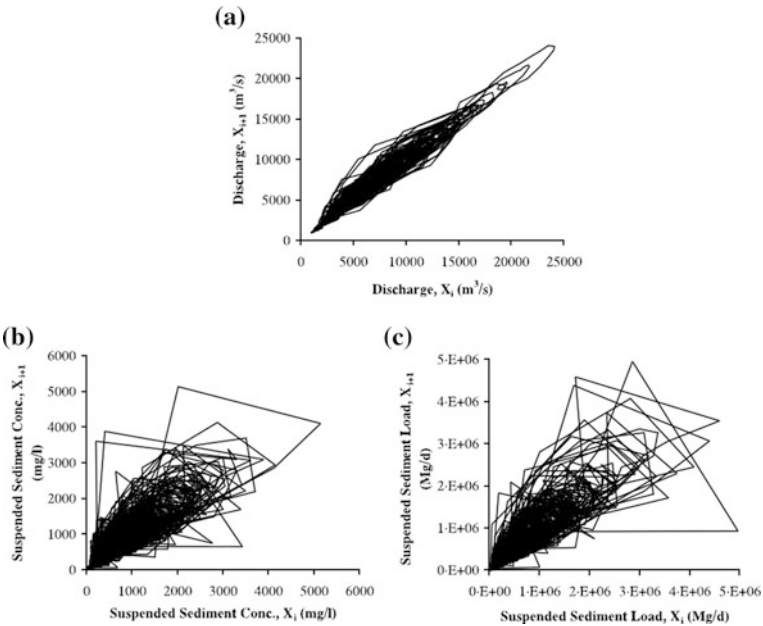 (a)
25000
20000
15000
10000
5000
0
Discharge, Xi+1 (m3/s)
0 5000 10000 15000 20000 25000
Discharge, Xi (m3/s)
(b)
6000
5000
4000
3000
2000
1000
0
Suspended Sediment Conc., Xi+1
(mg/l)
0 1000 2000 3000 4000 5000 6000
Suspended Sediment Conc., Xi (mg/l)
(c)
5·E+06
4·E+06
3·E+06
2·E+06
1·E+06
0·E+00
Suspended Sediment Load, Xi+1
(Mg/d)
0·E+00 1·E+06 2·E+06 3·E+06 4·E+06 5·E+06
Suspended Sediment Load, Xi (Mg/d)